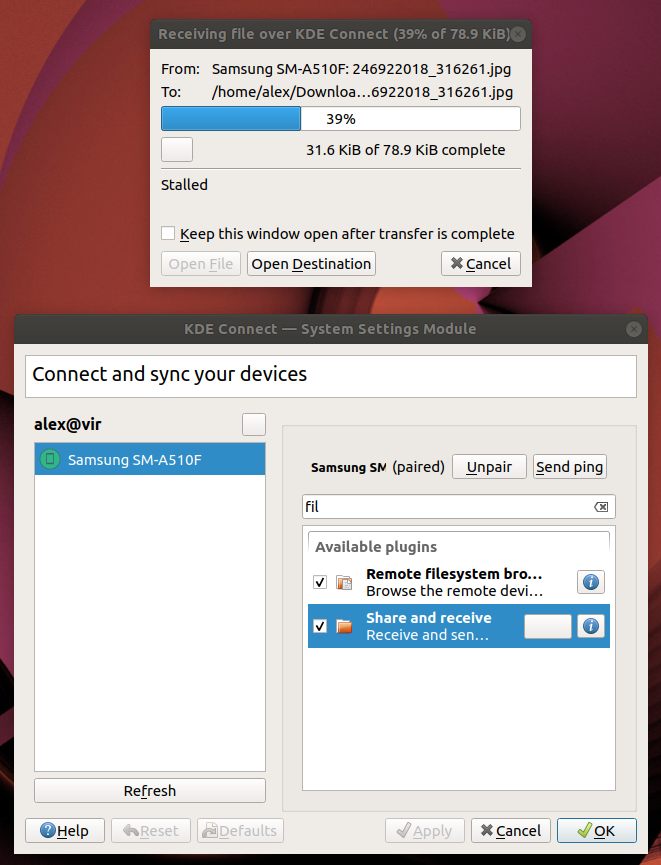 Receiving file over KDE Connect (39% of 78.9 KiB)
From: Samsung SM-A510F: 246922018_316261.jpg
To: /home/alex/Downloa...6922018_316261.jpg
39%
31.6 KiB of 78.9 KiB complete
Stalled
Keep this window open after transfer is complete
Open File Open Destination Cancel
KDE Connect — System Settings Module
Connect and sync your devices
alex@vir
Samsung SM-A510F
Samsung SM (paired) Unpair Send ping
fil
Available plugins
Remote filesystem bro...
Browse the remote devi...
Share and receive
Receive and sen...
Refresh
Help Reset Defaults Apply Cancel OK